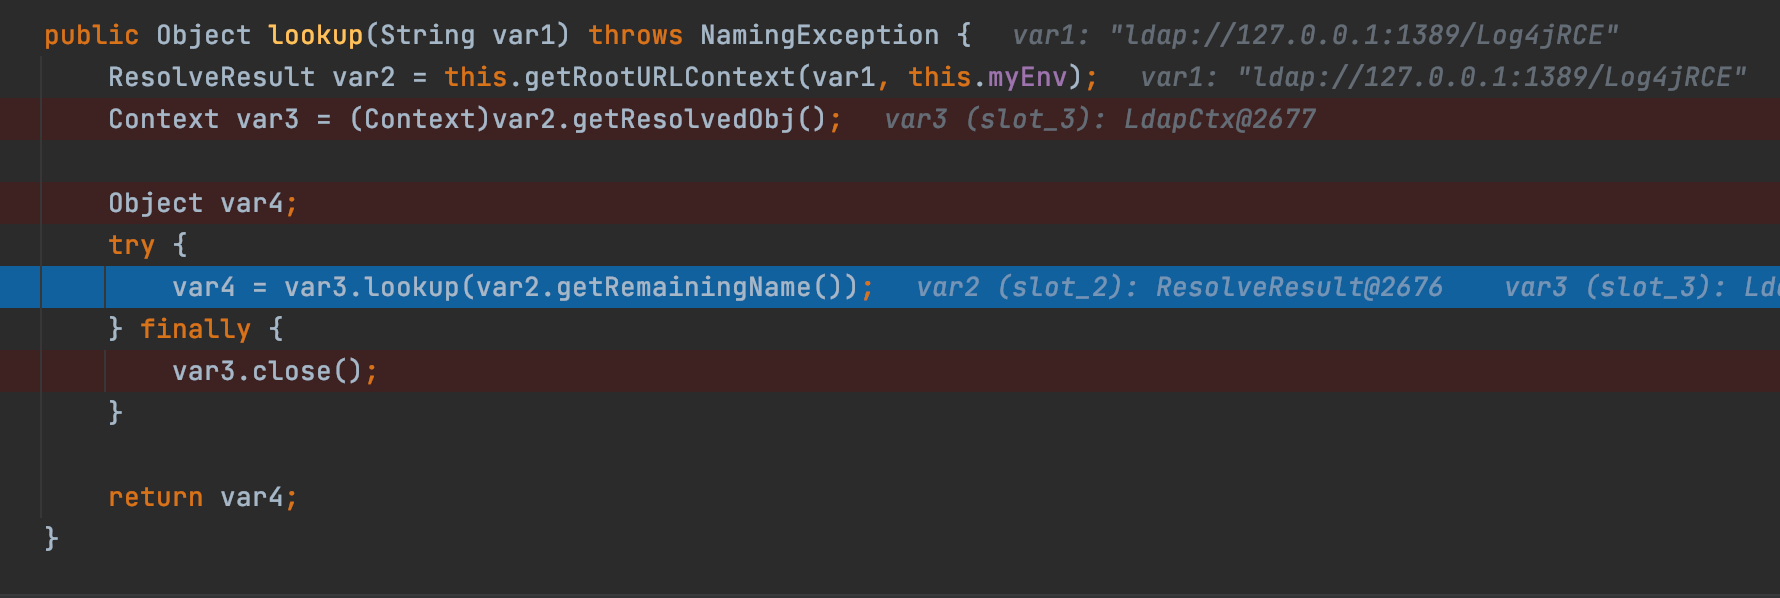 public Object lookup(String var1) throws NamingException {   var1: "ldap://127.0.0.1:1389/Log4jRCE"
    ResolveResult var2 = this.getRootURLContext(var1, this.myEnv);   var1: "ldap://127.0.0.1:1389/Log4jRCE"
    Context var3 = (Context)var2.getResolvedObj();   var3 (slot_3): LdapCtx@2677
    Object var4;
    try {
        var4 = var3.lookup(var2.getRemainingName());   var2 (slot_2): ResolveResult@2676    var3 (slot_3):
    } finally {
        var3.close();
    }
    return var4;
}